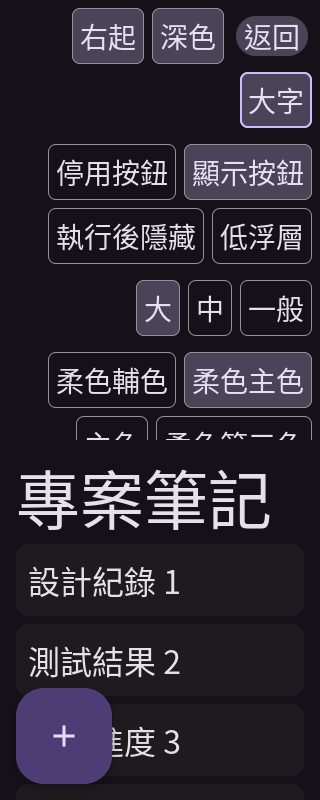 右起 深色 返回
大字
停用按鈕 顯示按鈕
執行後隱藏 低浮層
大 中 一般
柔色輔色 柔色主色
專案筆記
設計紀錄 1
測試結果 2
進度 3